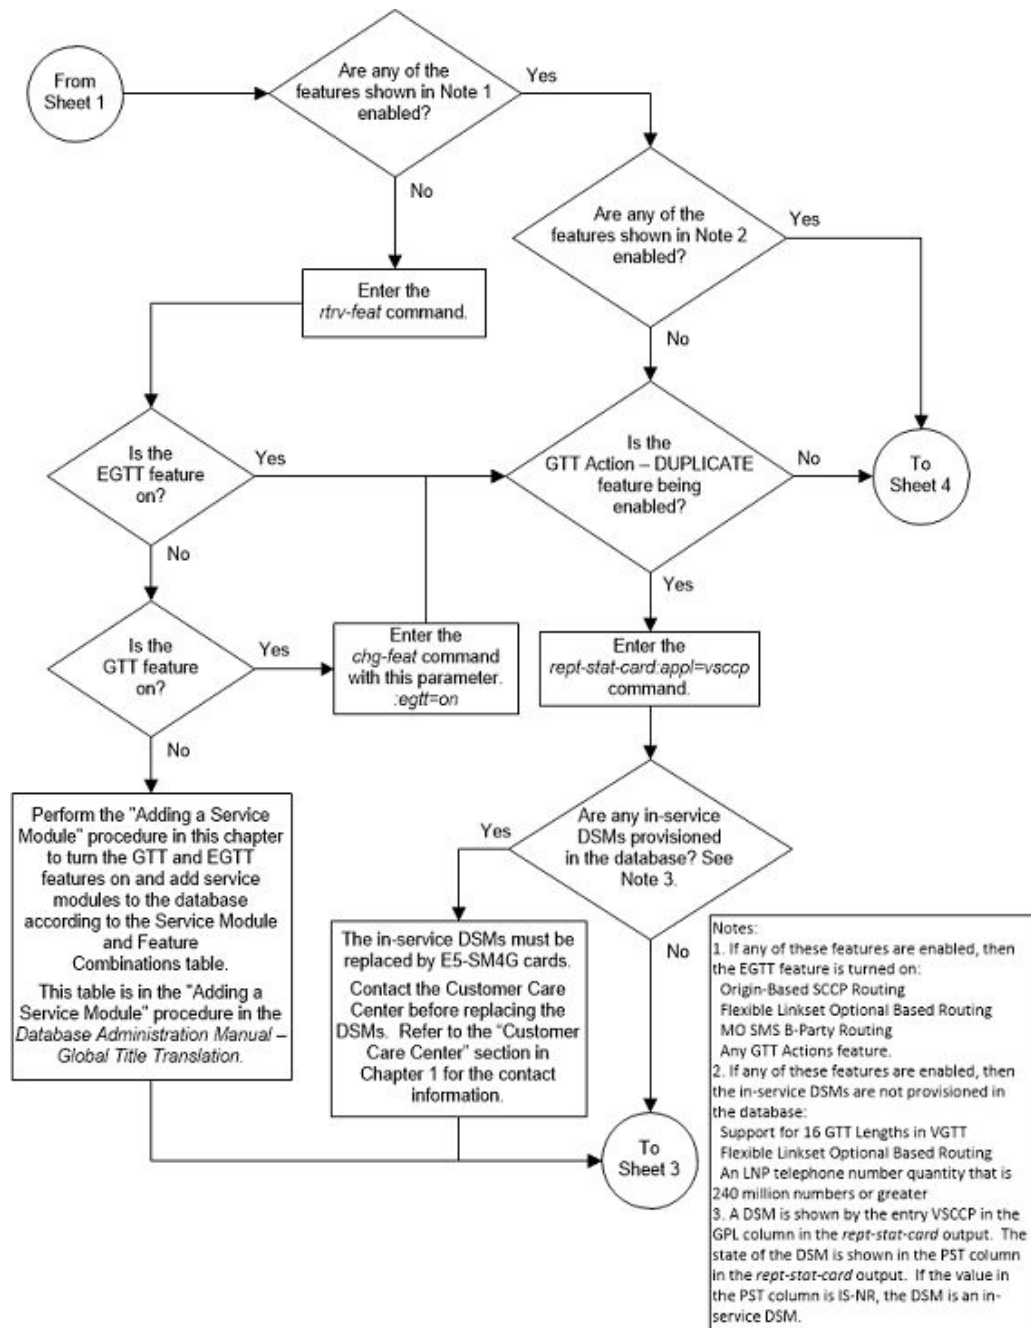 From
Sheet 1
Are any of the
features shown in Note 1
enabled?
Yes
No
Are any of the
features shown in Note 2
enabled?
Yes
No
Enter the
rtrv-feat command.
Is the
EGTT feature
on?
Yes
No
Is the
GTT Action – DUPLICATE
feature being
enabled?
No
Yes
To
Sheet 4
Is the
GTT feature
on?
Yes
No
Enter the
chg-feat command
with this parameter.
:egtt=on
Enter the
rept-stat-card:appl=vsccp
command.
Perform the "Adding a Service
Module" procedure in this chapter
to turn the GTT and EGTT
features on and add service
modules to the database
according to the Service Module
and Feature
Combinations table.
This table is in the "Adding a
Service Module" procedure in the
Database Administration Manual –
Global Title Translation.
Are any in-service
DSMs provisioned
in the database? See
Note 3.
Yes
No
The in-service DSMs must be
replaced by E5-SM4G cards.
Contact the Customer Care
Center before replacing the
DSMs. Refer to the “Customer
Care Center” section in
Chapter 1 for the contact
information.
To
Sheet 3
Notes:
1. If any of these features are enabled, then
the EGTT feature is turned on:
Origin-Based SCCP Routing
Flexible Linkset Optional Based Routing
MO SMS B-Party Routing
Any GTT Actions feature.
2. If any of these features are enabled, then
the in-service DSMs are not provisioned in
the database:
Support for 16 GTT Lengths in VGTT
Flexible Linkset Optional Based Routing
An LNP telephone number quantity that is
240 million numbers or greater
3. A DSM is shown by the entry VSCCP in the
GPL column in the rept-stat-card output. The
state of the DSM is shown in the PST column
in the rept-stat-card output. If the value in
the PST column is IS-NR, the DSM is an in-
service DSM.